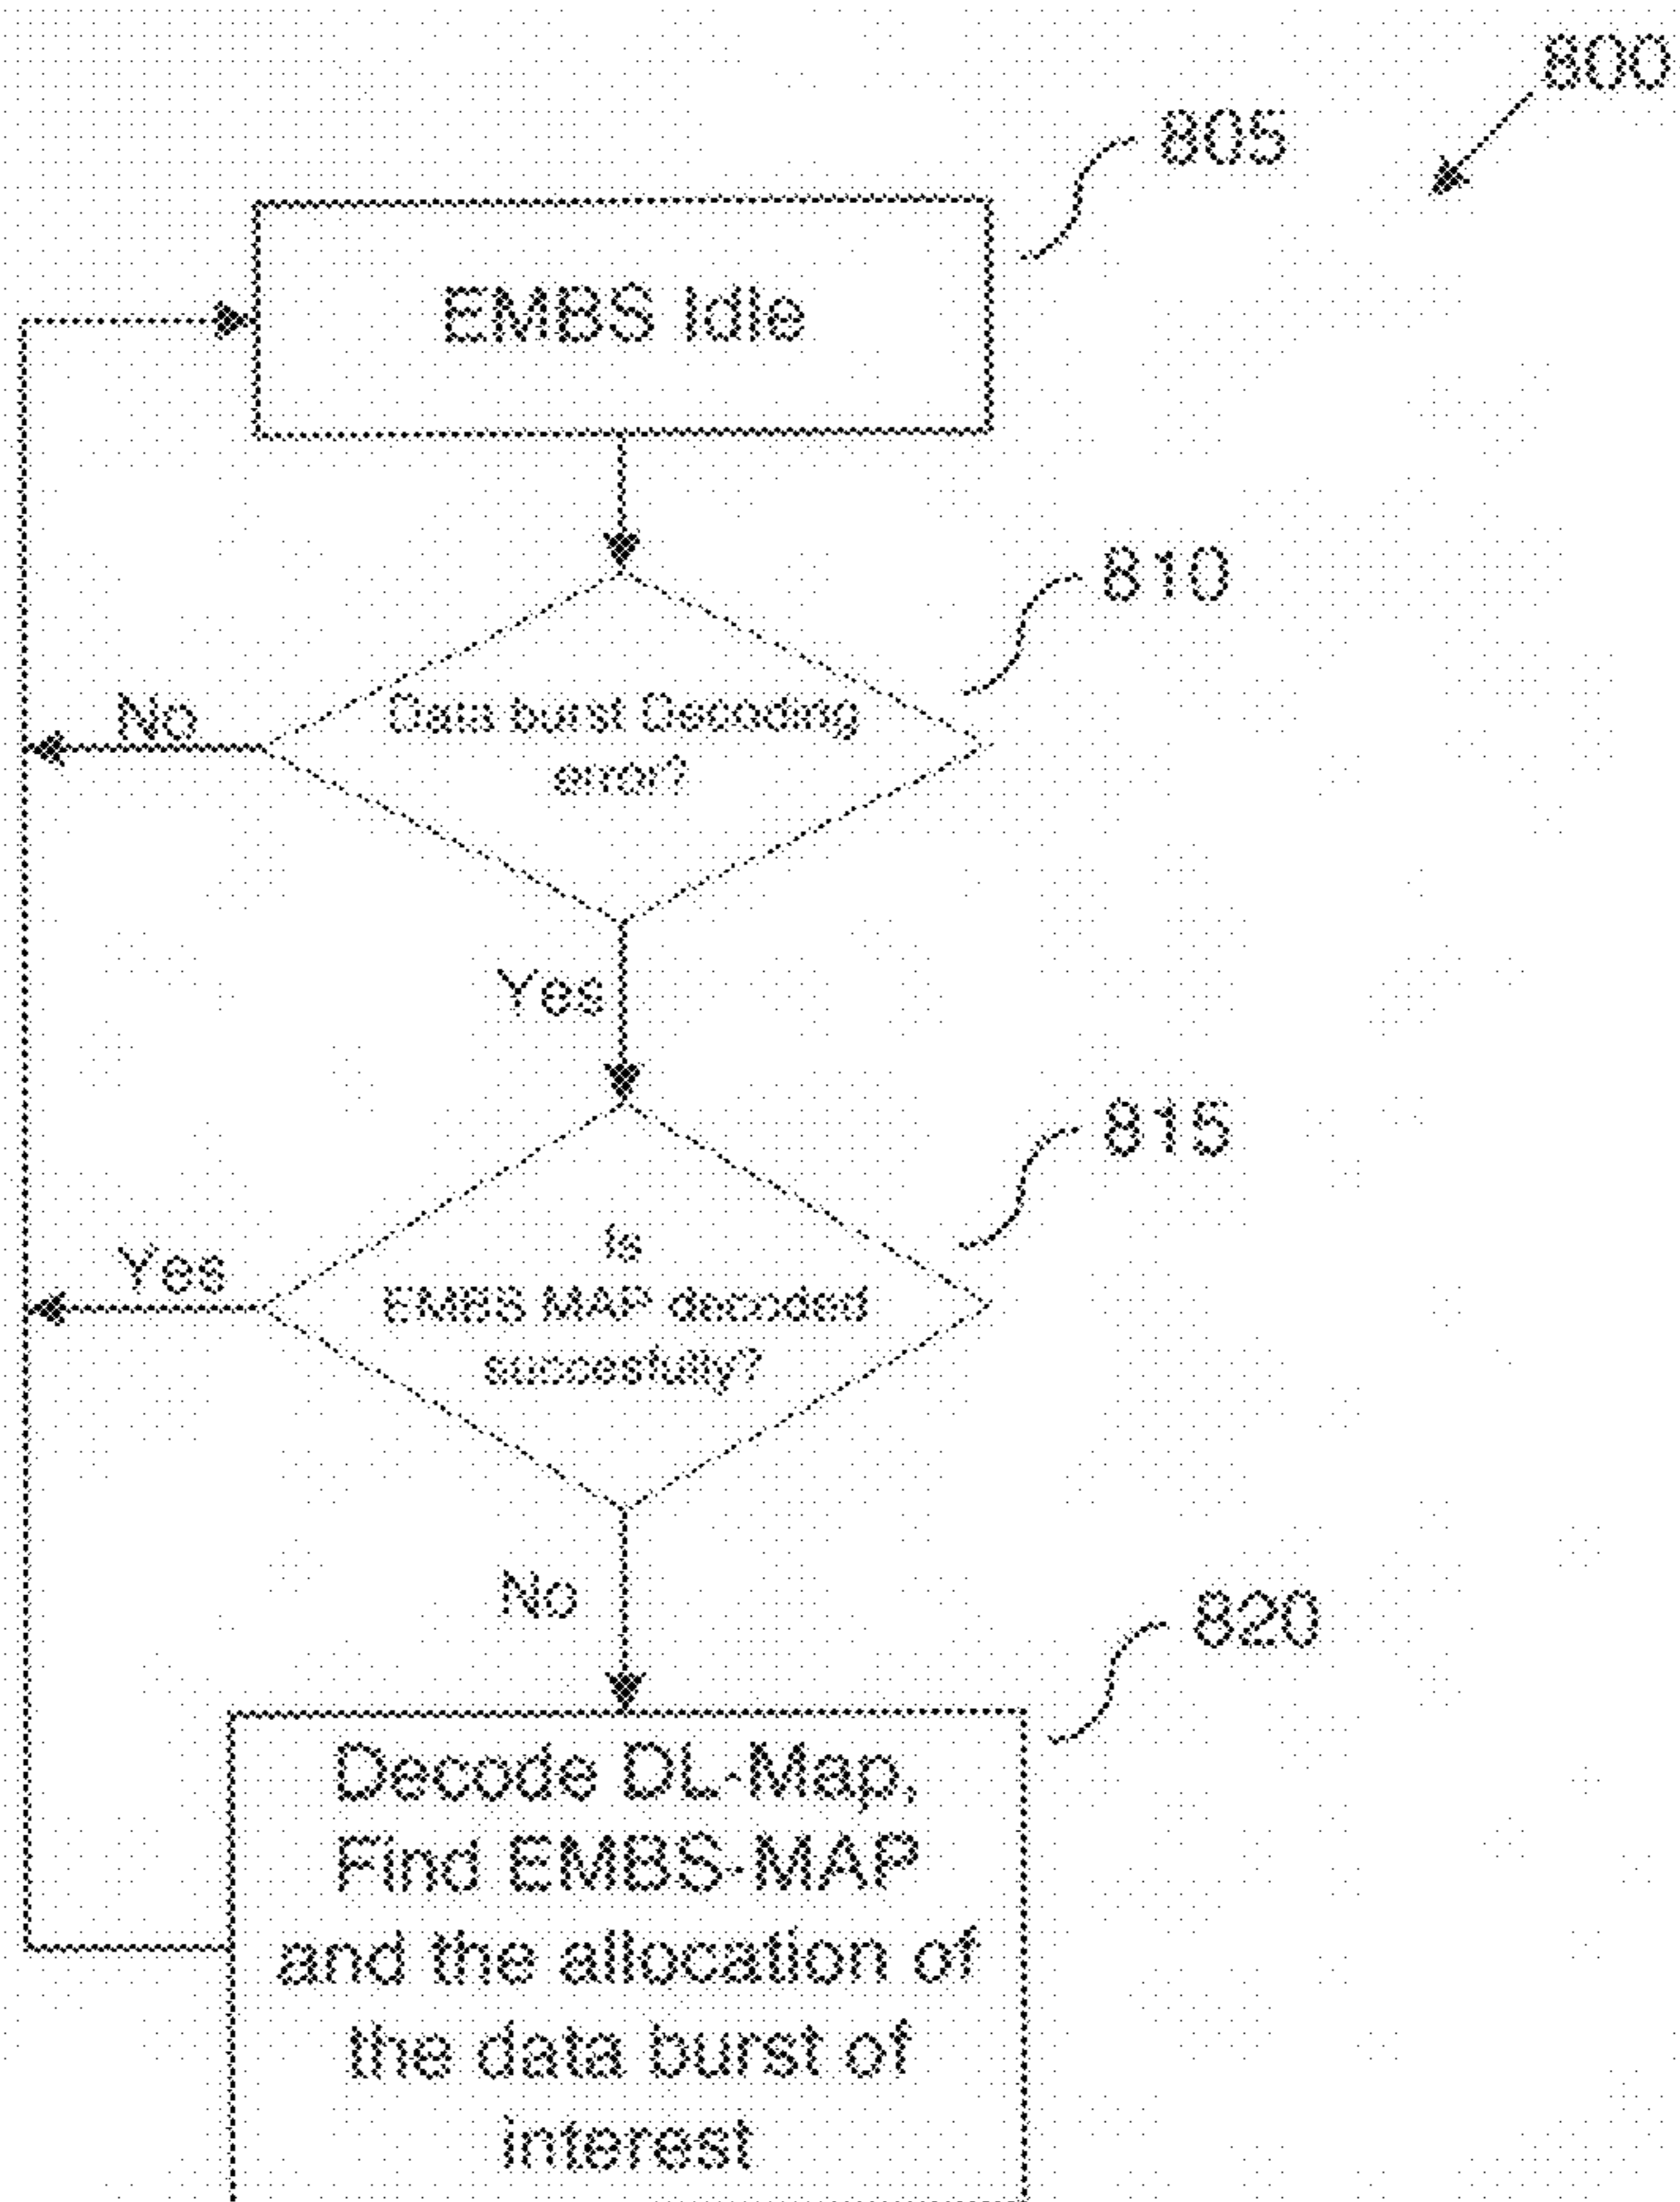 800
805
EMBS Idle
810
No
Data burst Decoding
error?
Yes
815
Is
Yes
EMBS MAP decoded
succesfully?
No
820
Decode DL-Map,
Find EMBS-MAP
and the allocation of
the data burst of
interest